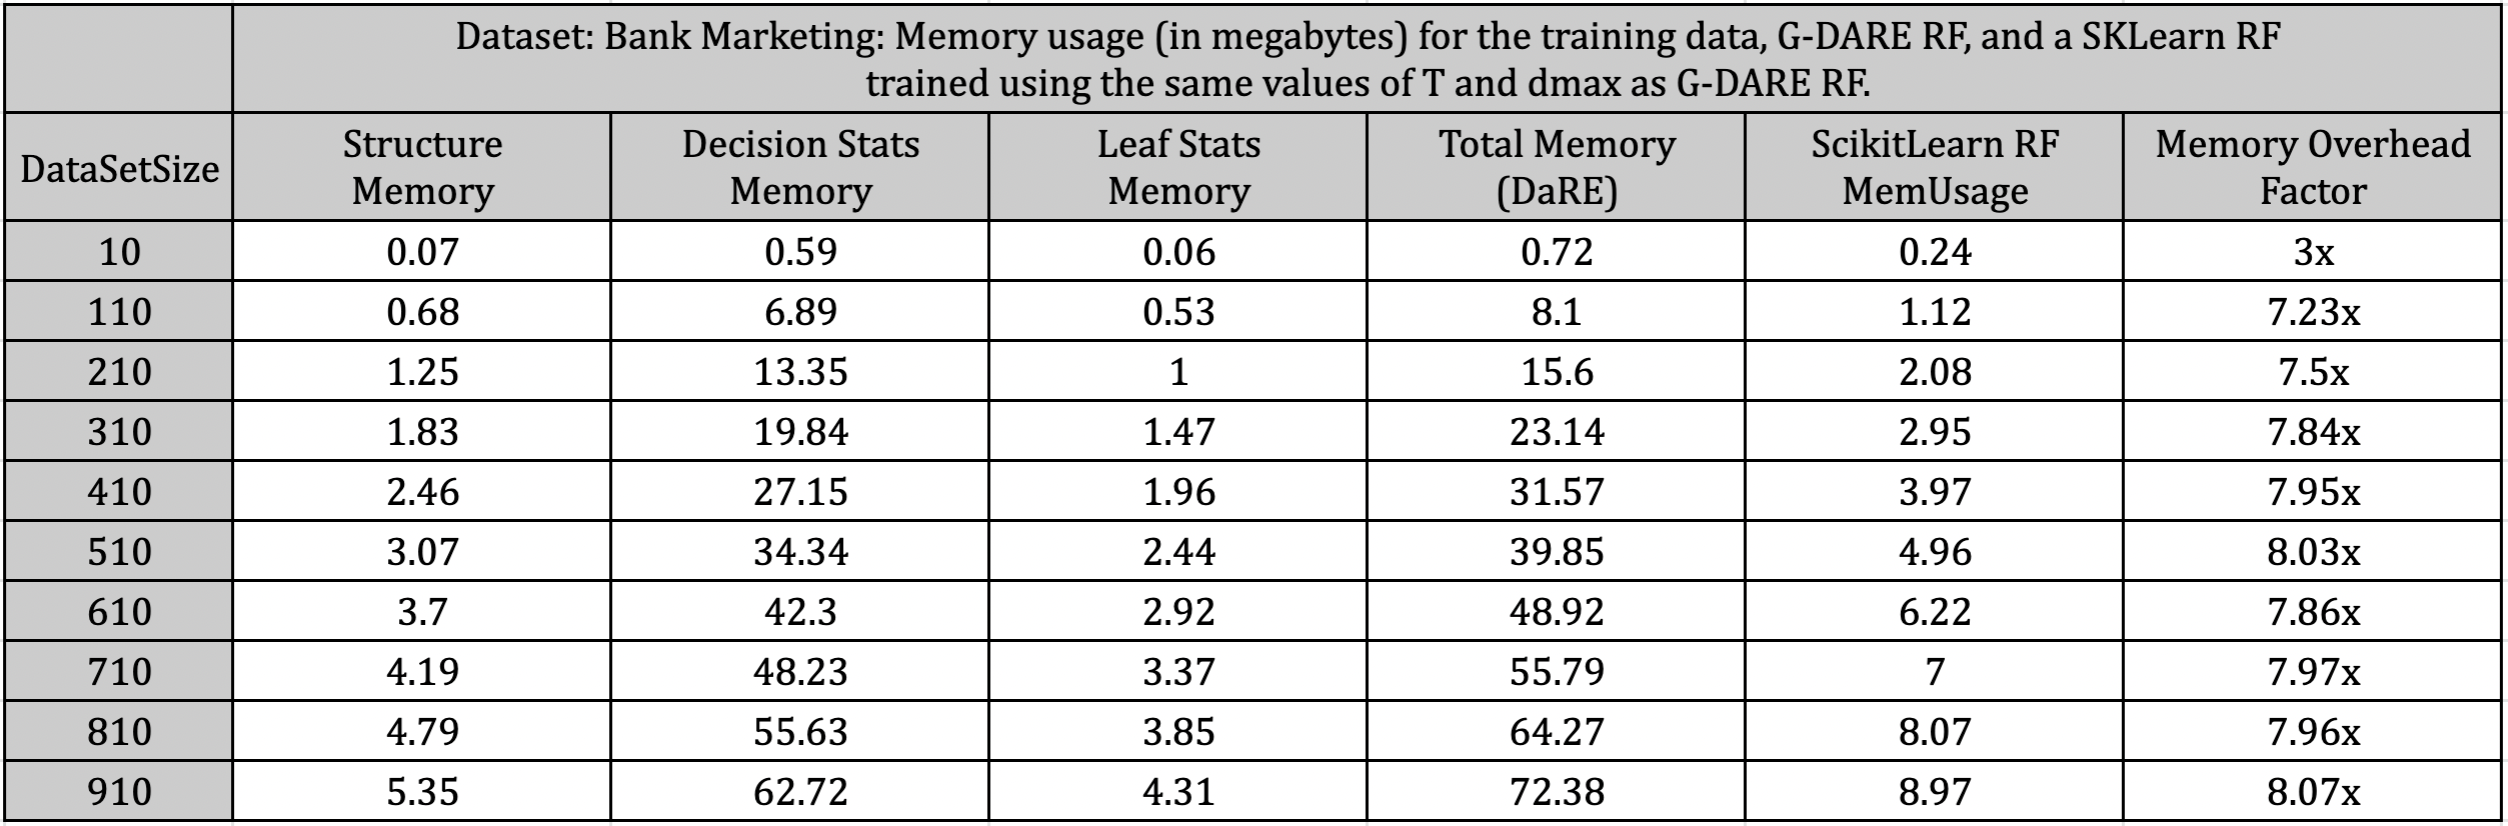 Dataset: Bank Marketing: Memory usage (in megabytes) for the training data, G-DARE RF, and a SKLearn RF
trained using the same values of T and dmax as G-DARE RF.
DataSetSize Structure Memory Decision Stats Memory Leaf Stats Memory Total Memory (DaRE) ScikitLearn RF MemUsage Memory Overhead Factor
10 0.07 0.59 0.06 0.72 0.24 3x
110 0.68 6.89 0.53 8.1 1.12 7.23x
210 1.25 13.35 1 15.6 2.08 7.5x
310 1.83 19.84 1.47 23.14 2.95 7.84x
410 2.46 27.15 1.96 31.57 3.97 7.95x
510 3.07 34.34 2.44 39.85 4.96 8.03x
610 3.7 42.3 2.92 48.92 6.22 7.86x
710 4.19 48.23 3.37 55.79 7 7.97x
810 4.79 55.63 3.85 64.27 8.07 7.96x
910 5.35 62.72 4.31 72.38 8.97 8.07x